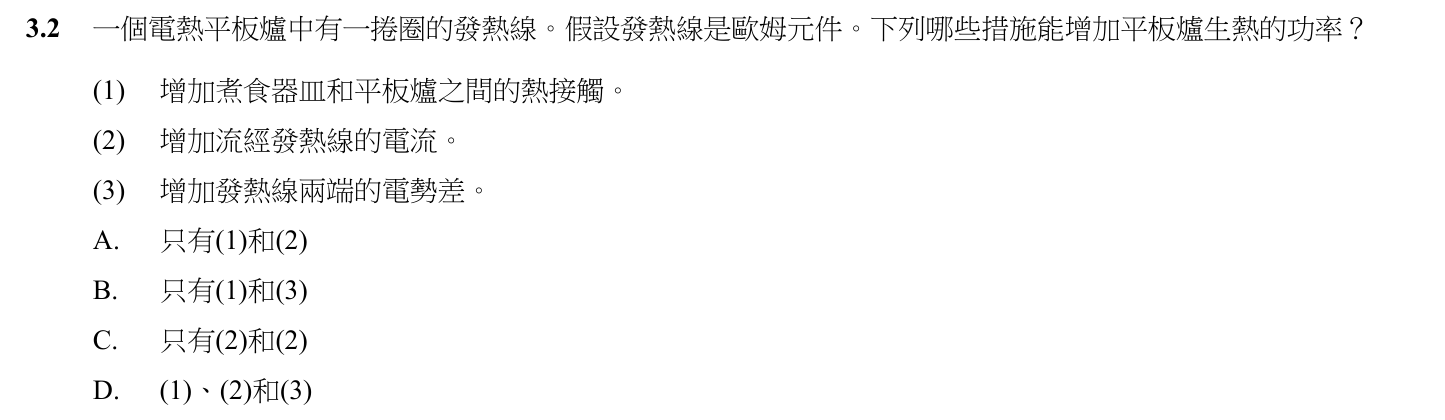 3.2 一個電熱平板爐中有一捲圈的發熱線。假設發熱線是歐姆元件。下列哪些措施能增加平板爐生熱的功率？
(1) 增加煮食器皿和平板爐之間的熱接觸。
(2) 增加流經發熱線的電流。
(3) 增加發熱線兩端的電勢差。
A. 只有(1)和(2)
B. 只有(1)和(3)
C. 只有(2)和(2)
D. (1)、(2)和(3)